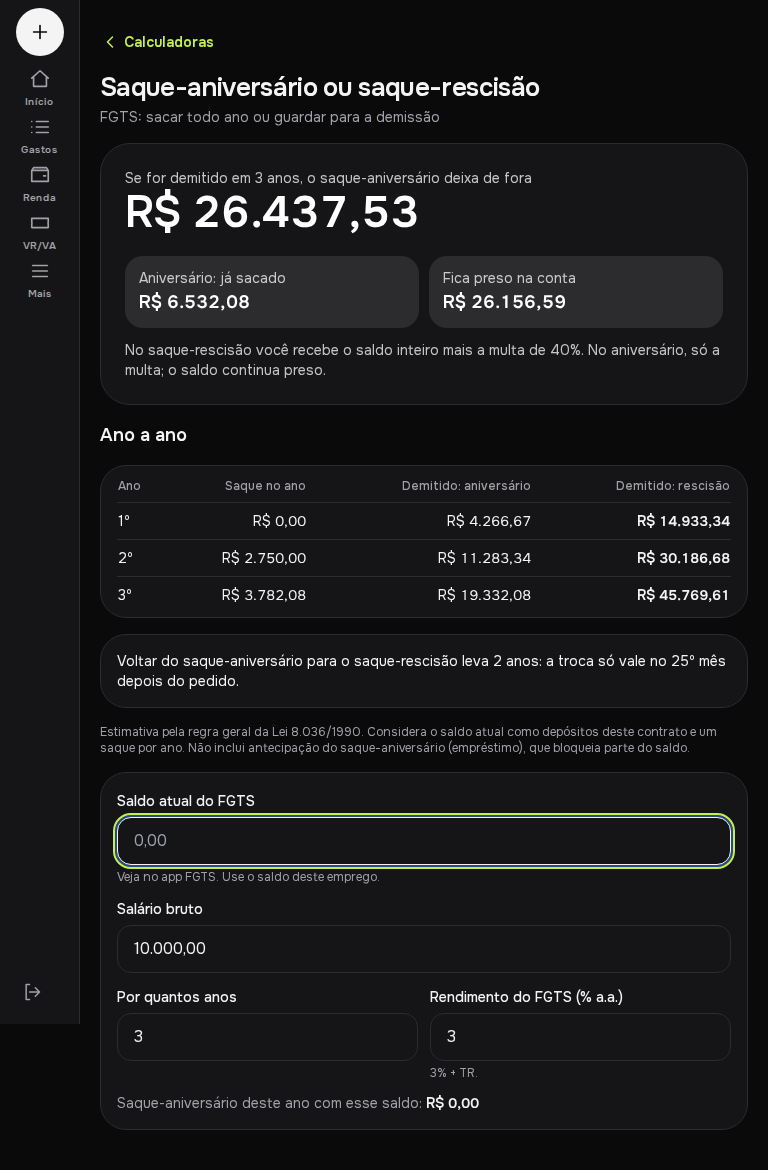 Início
Gastos
Renda
VR/VA
Mais
Calculadoras
Saque-aniversário ou saque-rescisão
FGTS: sacar todo ano ou guardar para a demissão
Se for demitido em 3 anos, o saque-aniversário deixa de fora
R$ 26.437,53
Aniversário: já sacado
R$ 6.532,08
Fica preso na conta
R$ 26.156,59
No saque-rescisão você recebe o saldo inteiro mais a multa de 40%. No aniversário, só a
multa; o saldo continua preso.
Ano a ano
Ano Saque no ano Demitido: aniversário Demitido: rescisão
1º R$ 0,00 R$ 4.266,67 R$ 14.933,34
2º R$ 2.750,00 R$ 11.283,34 R$ 30.186,68
3º R$ 3.782,08 R$ 19.332,08 R$ 45.769,61
Voltar do saque-aniversário para o saque-rescisão leva 2 anos: a troca só vale no 25º mês
depois do pedido.
Estimativa pela regra geral da Lei 8.036/1990. Considera o saldo atual como depósitos deste contrato e um
saque por ano. Não inclui antecipação do saque-aniversário (empréstimo), que bloqueia parte do saldo.
Saldo atual do FGTS
0,00
Veja no app FGTS. Use o saldo deste emprego.
Salário bruto
10.000,00
Por quantos anos
3
Rendimento do FGTS (% a.a.)
3
3% + TR.
Saque-aniversário deste ano com esse saldo: R$ 0,00